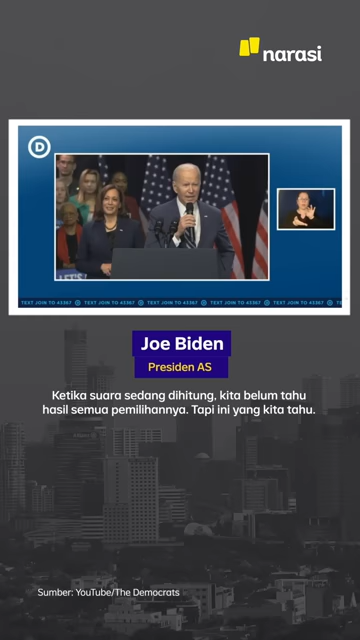 narasi
D
LET'S
TEXT JOIN TO 43367 TEXT JOIN TO 43367 TEXT JOIN TO 43367 TEXT JOIN TO 43367 TEXT JOIN TO 43367
Joe Biden
Presiden AS
Ketika suara sedang dihitung, kita belum tahu
hasil semua pemilihannya. Tapi ini yang kita tahu.
Sumber: YouTube/The Democrats